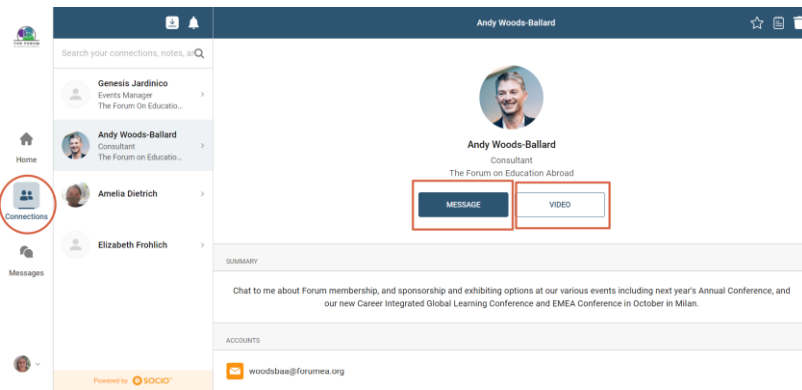 Andy Woods-Ballard
THE FORUM
Search your connections, notes, an
Genesis Jardinico
Events Manager
The Forum On Educatio...
Andy Woods-Ballard
Consultant
The Forum on Educatio...
Amelia Dietrich
Elizabeth Frohlich
Home
Connections
Messages
Powered by SOCIO
Andy Woods-Ballard
Consultant
The Forum on Education Abroad
MESSAGE
VIDEO
SUMMARY
Chat to me about Forum membership, and sponsorship and exhibiting options at our various events including next year's Annual Conference, and
our new Career Integrated Global Learning Conference and EMEA Conference in October in Milan.
ACCOUNTS
woodsbaa@forumea.org